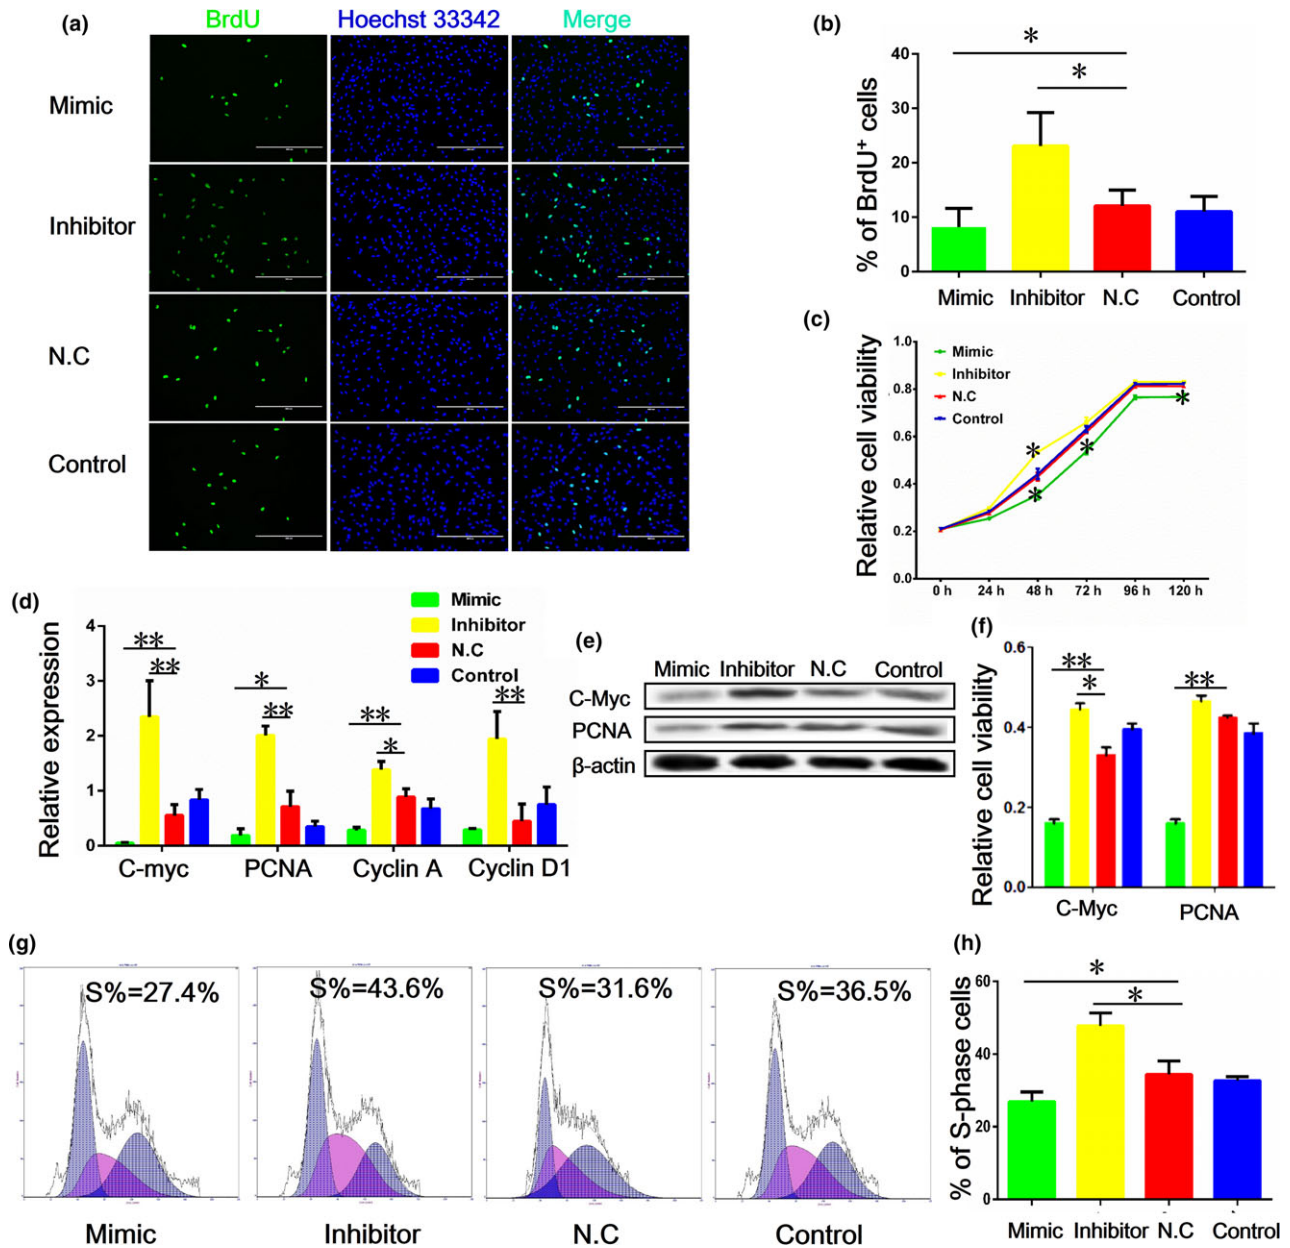 (a)
BrdU
Hoechst 33342
Merge
Mimic
Inhibitor
N.C
Control
(b)
% of BrdU+ cells
40
30
20
10
0
*
*
Mimic
Inhibitor
N.C
Control
(c)
Relative cell viability
1.0
0.8
0.6
0.4
0.2
0.0
Mimic
Inhibitor
N.C
Control
*
*
*
*
0 h
24 h
48 h
72 h
96 h
120 h
(d)
Relative expression
4
3
2
1
0
Mimic
Inhibitor
N.C
Control
**
**
*
**
**
*
**
C-myc
PCNA
Cyclin A
Cyclin D1
(e)
Mimic Inhibitor N.C Control
C-Myc
PCNA
β-actin
(f)
Relative cell viability
0.6
0.4
0.2
0.0
**
*
**
C-Myc
PCNA
(g)
S%=27.4%
S%=43.6%
S%=31.6%
S%=36.5%
Mimic
Inhibitor
N.C
Control
(h)
% of S-phase cells
60
40
20
0
*
*
Mimic
Inhibitor
N.C
Control